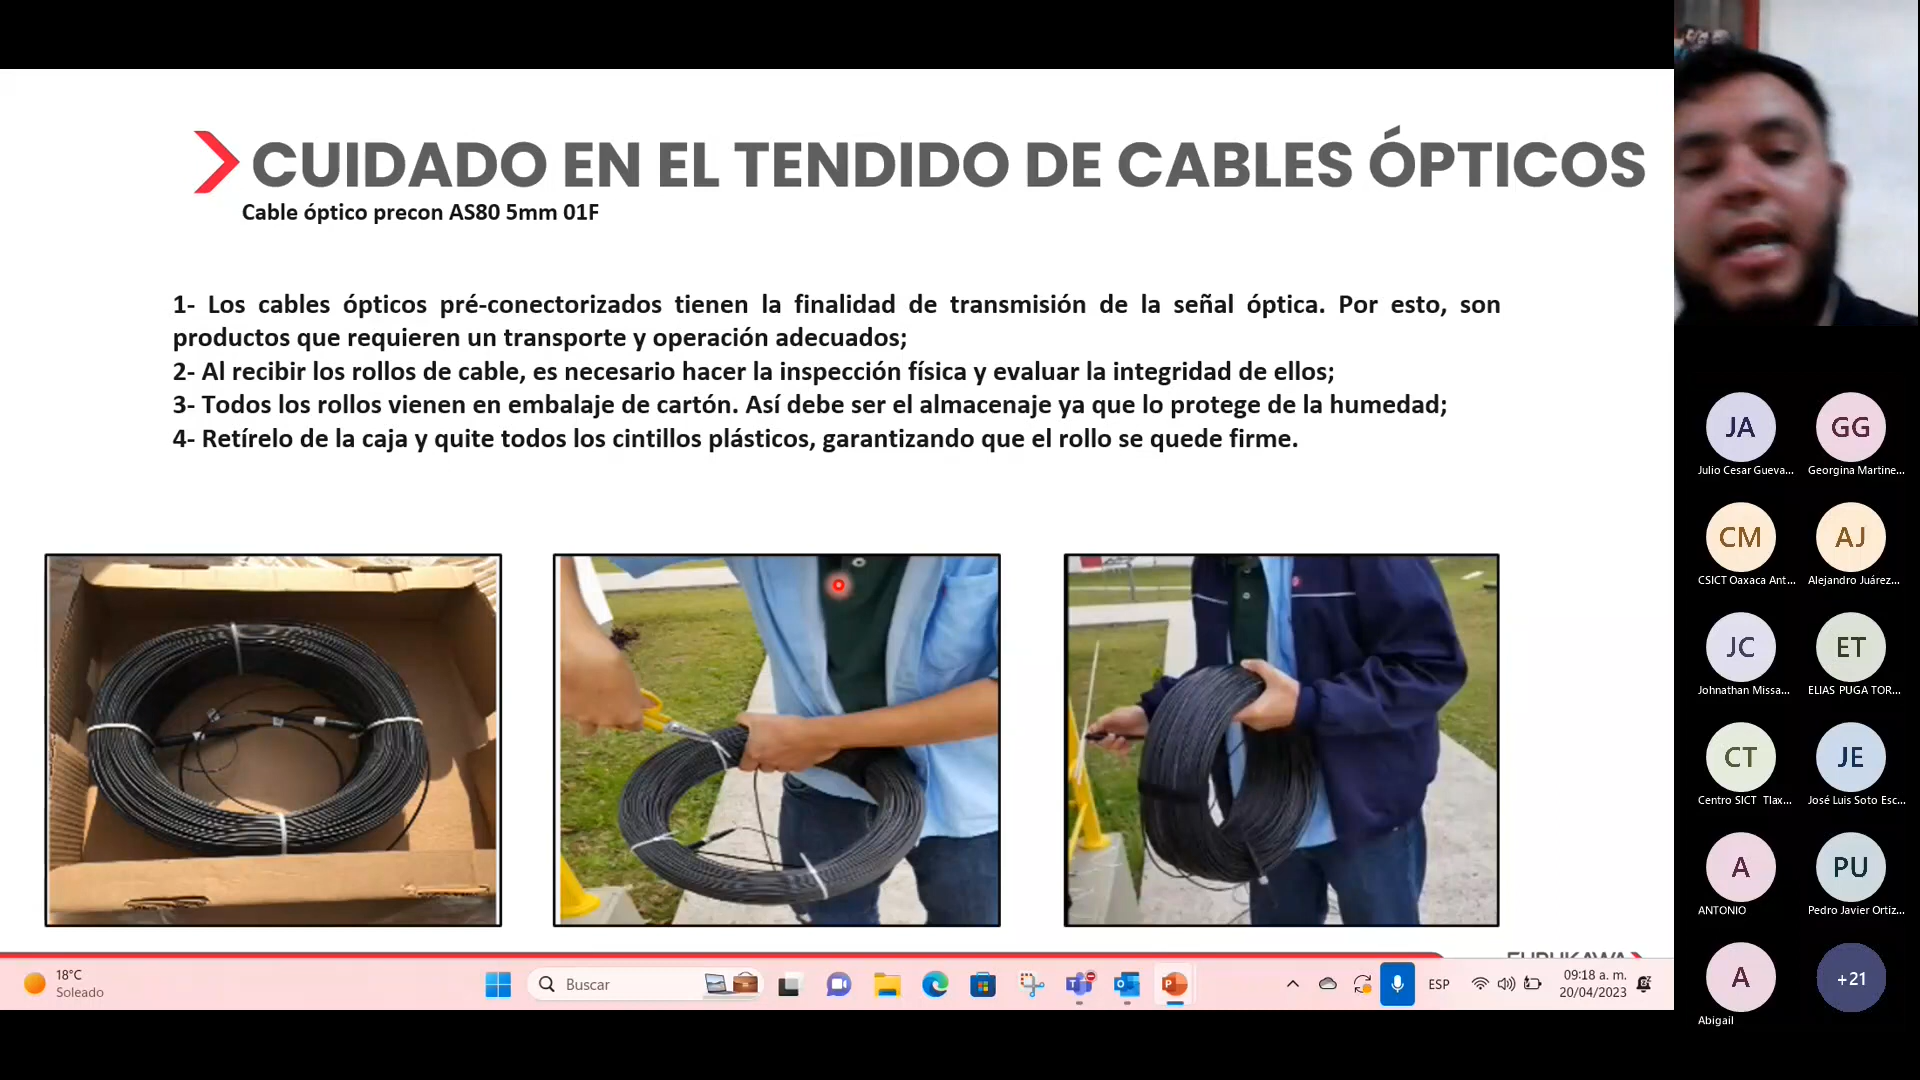 CUIDADO EN EL TENDIDO DE CABLES ÓPTICOS
Cable óptico precon AS80 5mm 01F
1- Los cables ópticos pré-conectorizados tienen la finalidad de transmisión de la señal óptica. Por esto, son
productos que requieren un transporte y operación adecuados;
2- Al recibir los rollos de cable, es necesario hacer la inspección física y evaluar la integridad de ellos;
3- Todos los rollos vienen en embalaje de cartón. Así debe ser el almacenaje ya que lo protege de la humedad;
4- Retírelo de la caja y quite todos los cintillos plásticos, garantizando que el rollo se quede firme.
FURUKAWA
18°C
Soleado
Buscar
ESP
09:18 a. m.
20/04/2023
JA
GG
Julio Cesar Gueva...
Georgina Martine...
CM
AJ
CSICT Oaxaca Ant...
Alejandro Juárez...
JC
ET
Johnathan Missa...
ELIAS PUGA TOR...
CT
JE
Centro SICT Tlax...
José Luis Soto Esc...
A
PU
ANTONIO
Pedro Javier Ortiz...
A
+21
Abigail